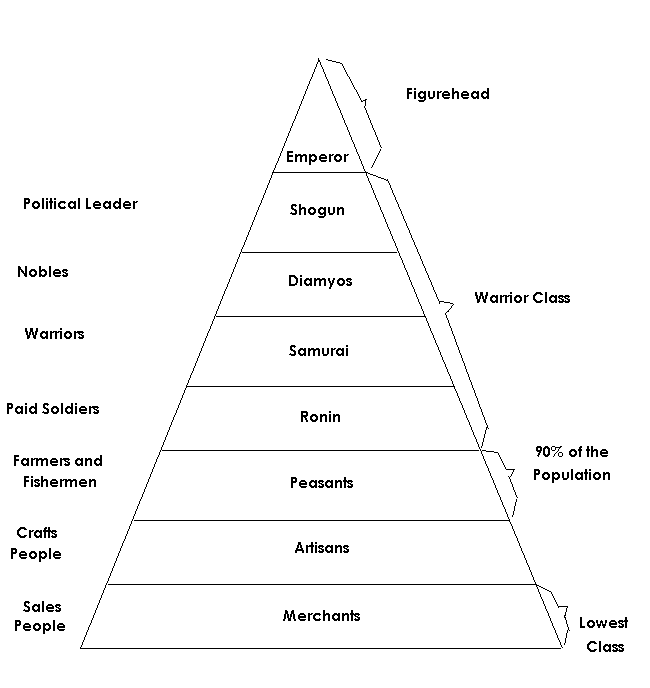 Figurehead
Emperor
Political Leader
Shogun
Nobles
Diamyos
Warrior Class
Warriors
Samurai
Paid Soldiers
Ronin
90% of the
Population
Farmers and
Fishermen
Peasants
Crafts
People
Artisans
Sales
People
Merchants
Lowest
Class